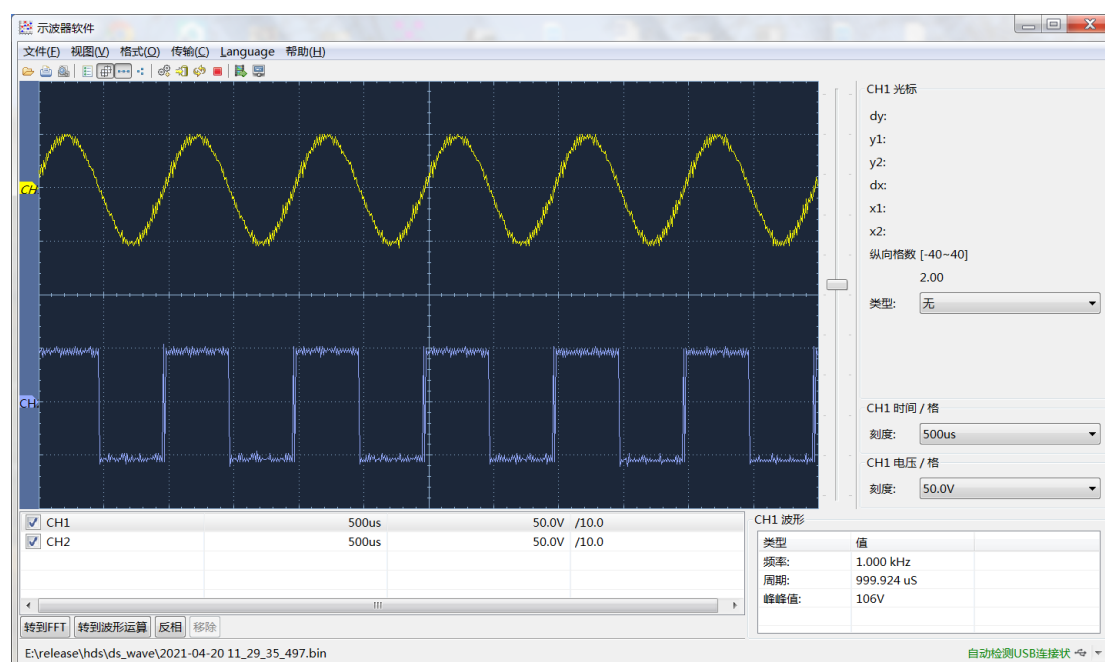 示波器软件
文件(F) 视图(V) 格式(O) 传输(C) Language 帮助(H)
CH1 光标
dy:
y1:
y2:
dx:
x1:
x2:
纵向格数 [-40~40]
2.00
类型: 无
CH
CH
CH1 时间 / 格
刻度: 500us
CH1 电压 / 格
刻度: 50.0V
CH1 500us 50.0V /10.0
CH2 500us 50.0V /10.0
CH1 波形
类型 值
频率: 1.000 kHz
周期: 999.924 uS
峰峰值: 106V
转到FFT 转到波形运算 反相 移除
E:\release\hds\ds_wave\2021-04-20 11_29_35_497.bin 自动检测USB连接状